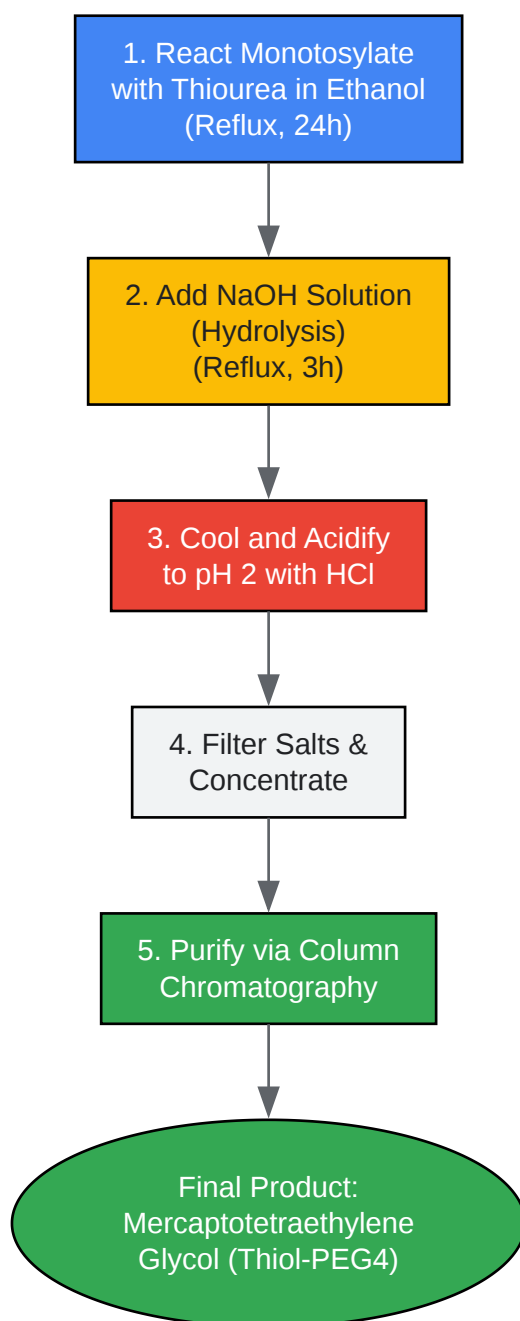 1. React Monotosylate
with Thiourea in Ethanol
(Reflux, 24h)
2. Add NaOH Solution
(Hydrolysis)
(Reflux, 3h)
3. Cool and Acidify
to pH 2 with HCl
4. Filter Salts &
Concentrate
5. Purify via Column
Chromatography
Final Product:
Mercaptotetraethylene
Glycol (Thiol-PEG4)